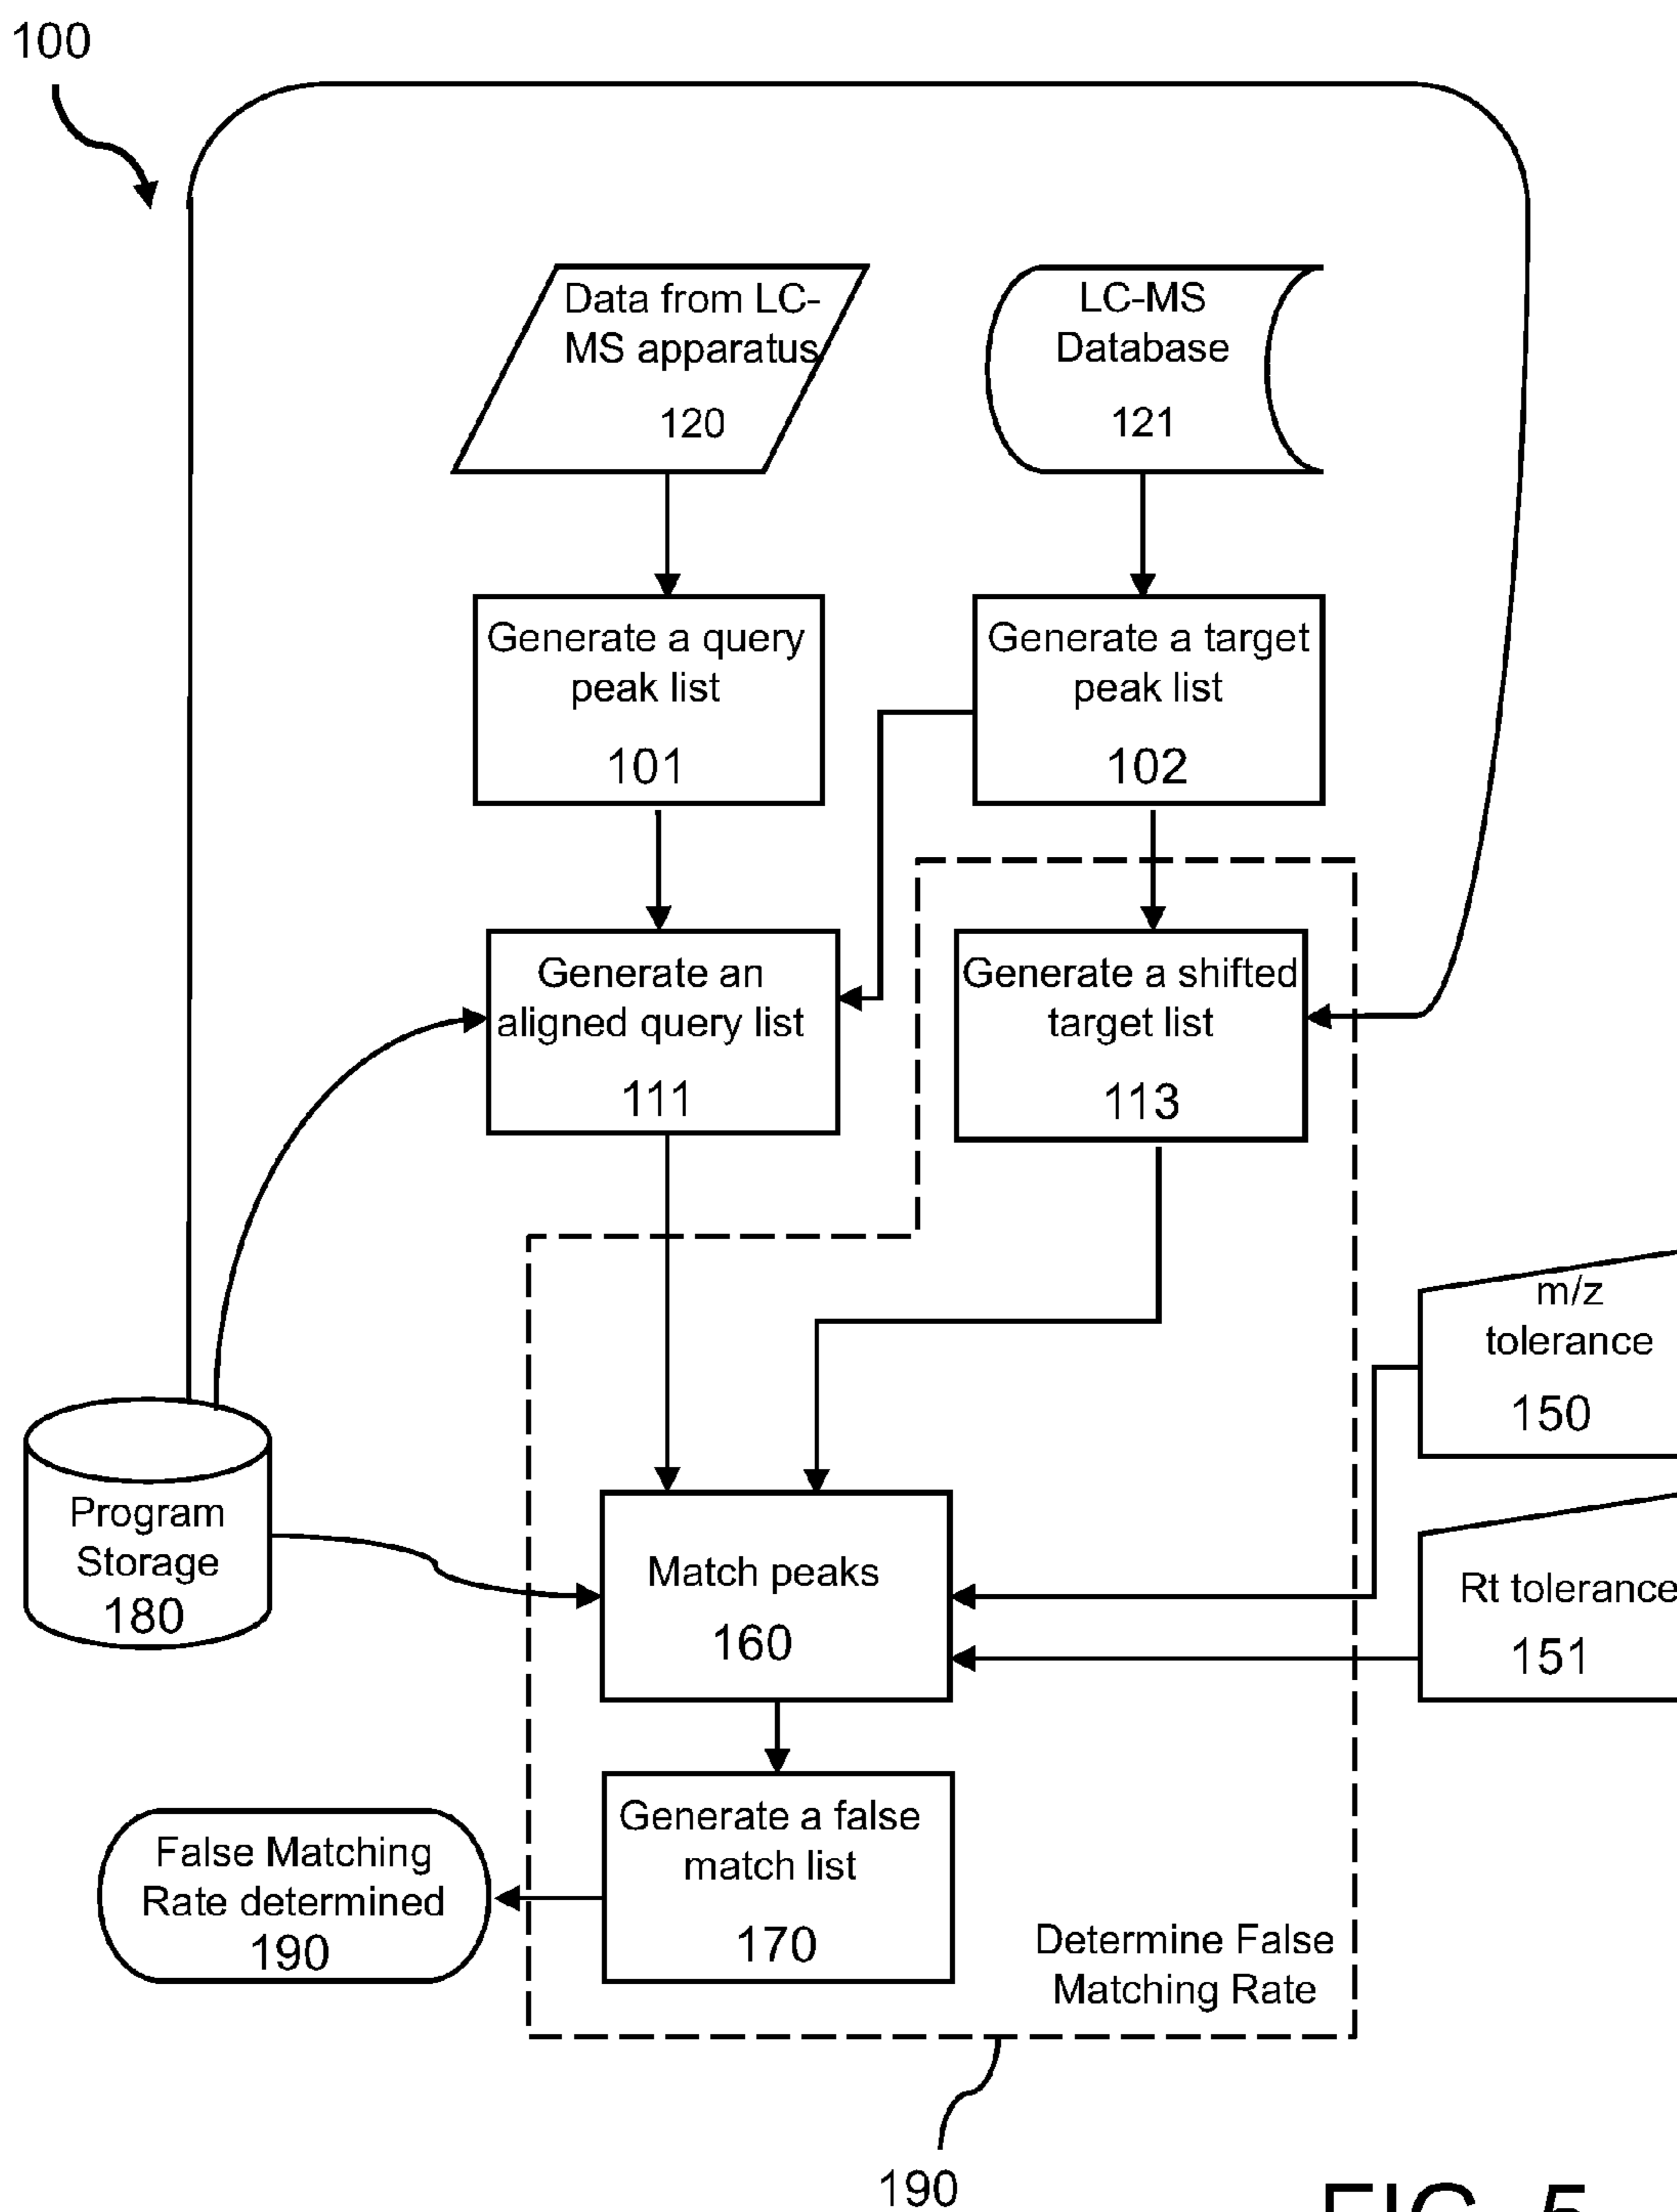 100
Data from LC-
MS apparatus
120
LC-MS
Database
121
Generate a query
peak list
101
Generate a target
peak list
102
Generate an
aligned query list
111
Generate a shifted
target list
113
m/z
tolerance
150
Program
Storage
180
Match peaks
160
Rt tolerance
151
False Matching
Rate determined
190
Generate a false
match list
170
Determine False
Matching Rate
190
FIG. 5